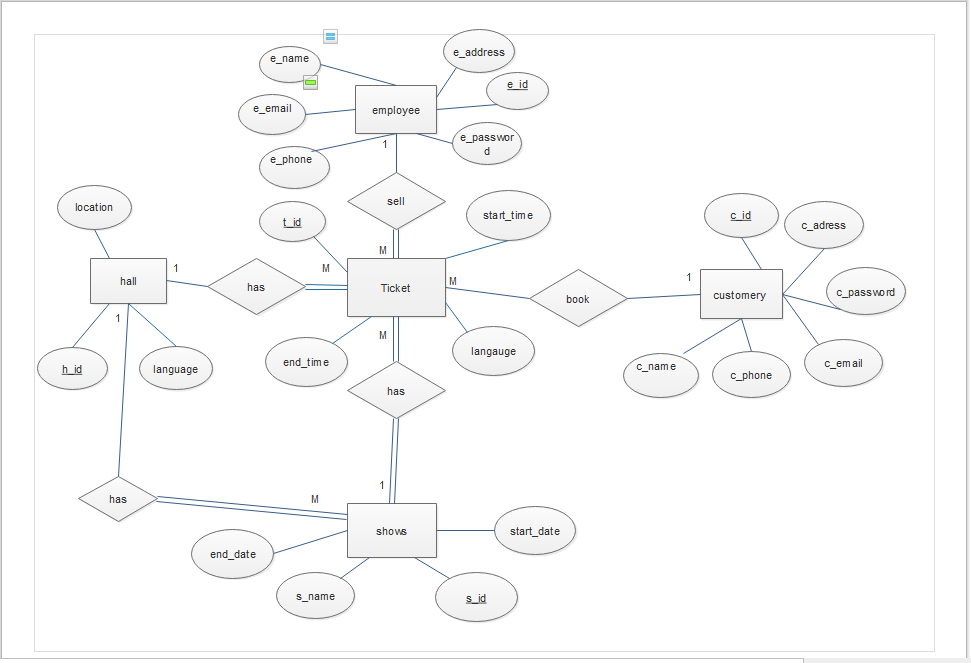 e_name
e_address
e_id
e_email
employee
e_passwor
d
1
e_phone
sell
location
t_id
start_time
c_id
c_adress
M
hall
1
has
M
Ticket
M
book
1
customery
c_password
1
M
h_id
language
end_time
langauge
has
c_name
c_phone
c_email
1
has
M
shows
start_date
end_date
s_name
s_id